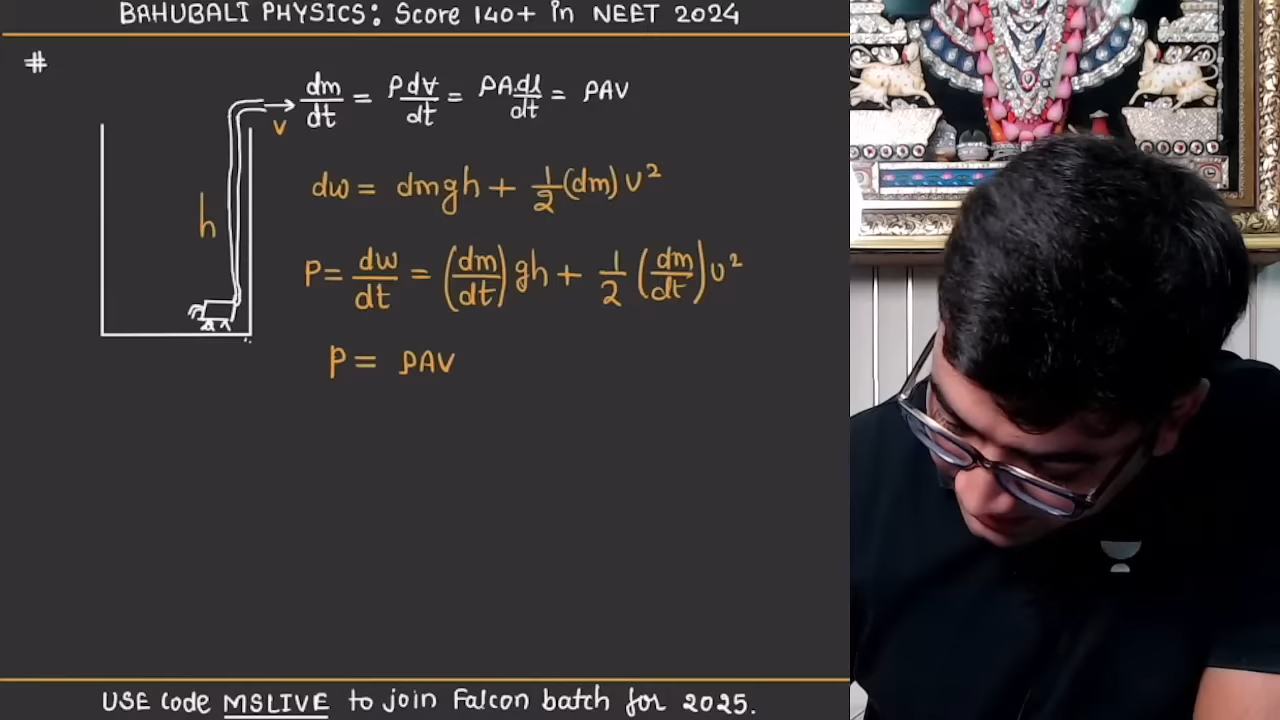 BAHUBALI PHYSICS: Score 140+ in NEET 2024
#
dm/dt = ρdV/dt = ρA.dl/dt = ρAV
v
h
dw = dmgh + 1/2(dm)v²
P = dw/dt = (dm/dt)gh + 1/2(dm/dt)v²
P = ρAV
USE Code MSLIVE to join Falcon batch for 2025.